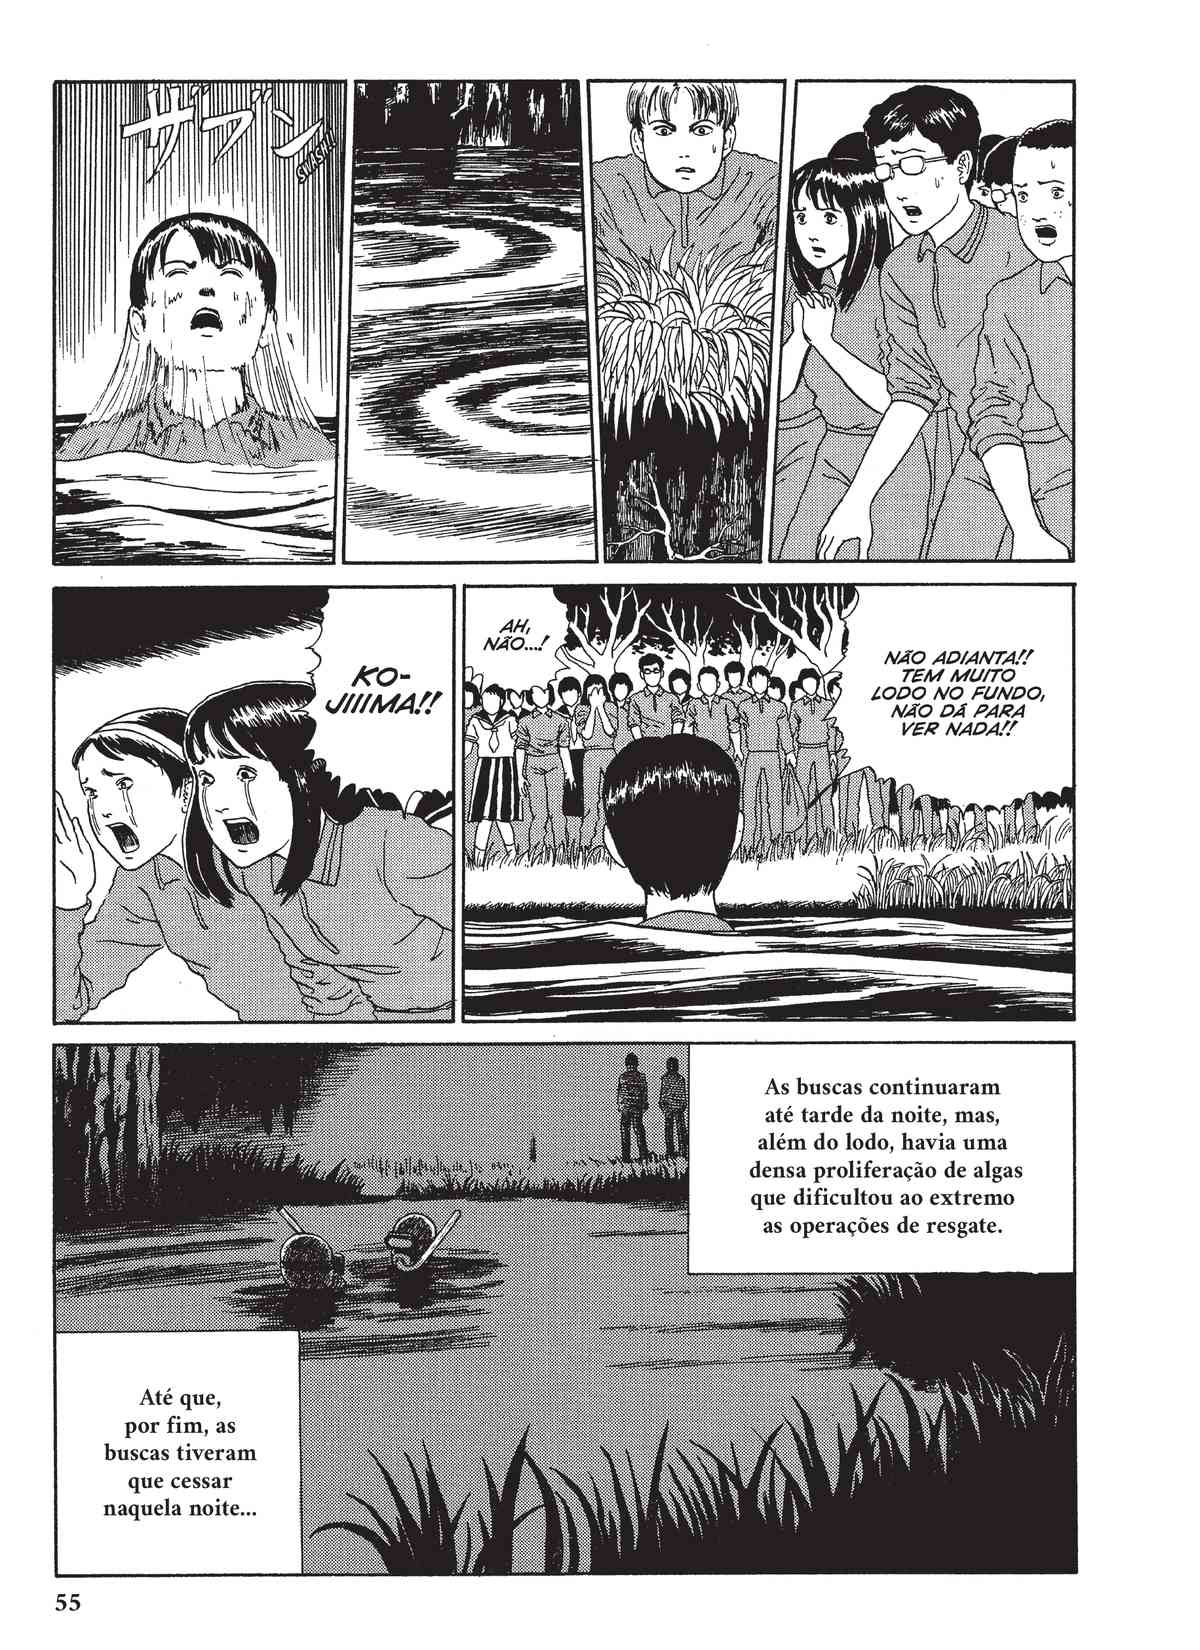 ザブン
SWASH!!
NÃO ADIANTA!!
TEM MUITO
LODO NO FUNDO,
NÃO DÁ PARA
VER NADA!!
AH,
NÃO...!
KO-
JIIIMA!!
As buscas continuaram
até tarde da noite, mas,
além do lodo, havia uma
densa proliferação de algas
que dificultou ao extremo
as operações de resgate.
Até que,
por fim, as
buscas tiveram
que cessar
naquela noite...
55